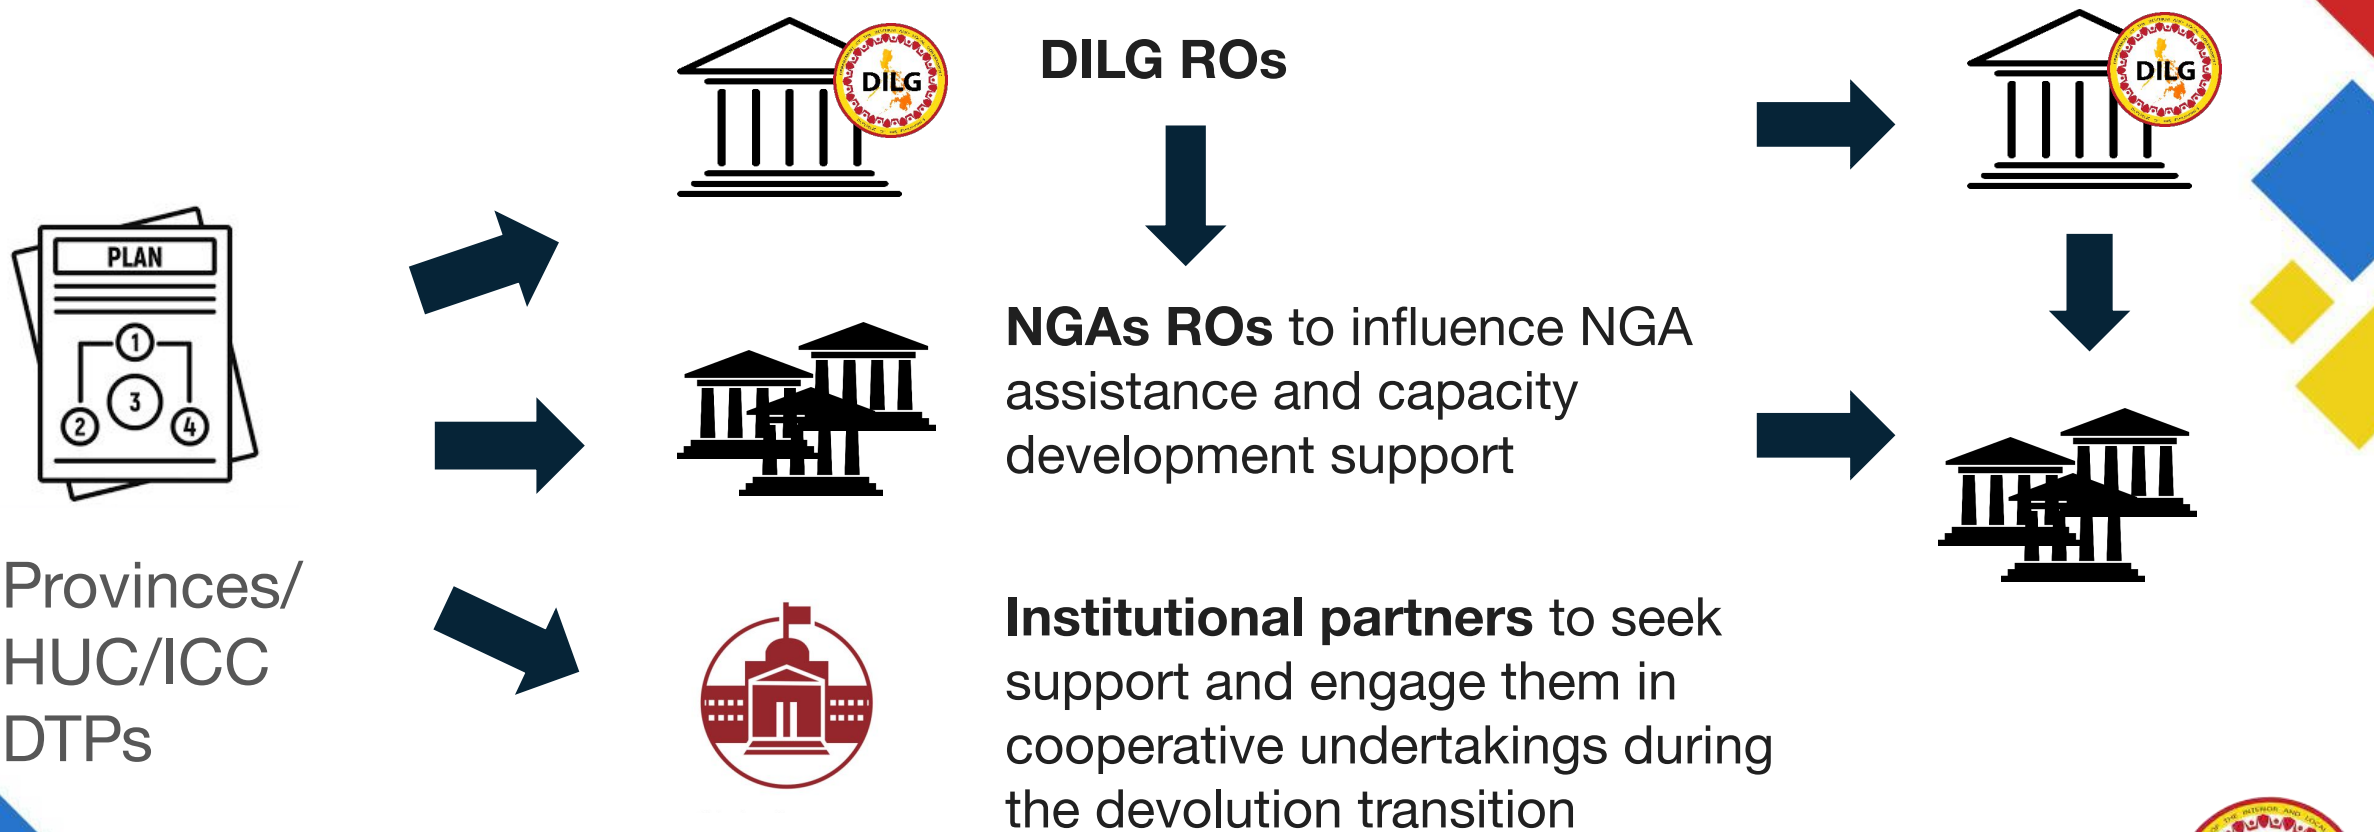 DILG
DILG ROs
DILG
PLAN
1
3
2
4
NGAs ROs to influence NGA
assistance and capacity
development support
Provinces/
HUC/ICC
DTPs
Institutional partners to seek
support and engage them in
cooperative undertakings during
the devolution transition